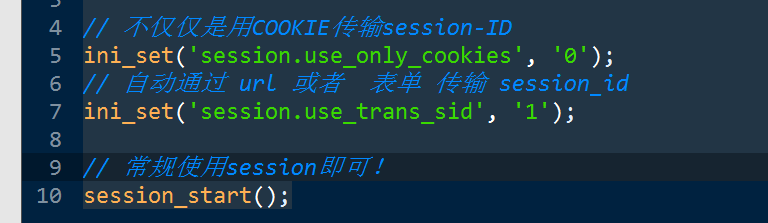 4 // 不仅仅是用COOKIE传输session-ID
5 ini_set('session.use_only_cookies', '0');
6 // 自动通过 url 或者  表单 传输 session_id
7 ini_set('session.use_trans_sid', '1');
8
9 // 常规使用session即可!
10 session_start();